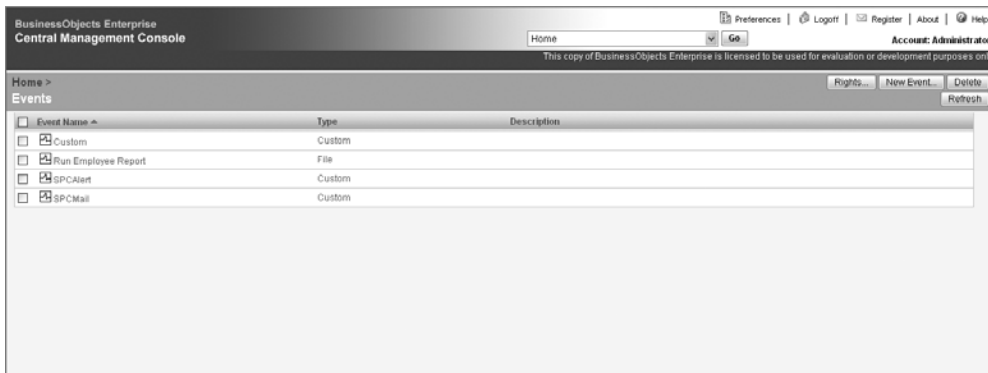 BusinessObjects Enterprise
Central Management Console
Preferences | Logoff | Register | About | Help
Home Go
Account: Administrator
This copy of BusinessObjects Enterprise is licensed to be used for evaluation or development purposes onl
Home >
Events
Rights... New Event... Delete
Refresh
Event Name Type Description
Custom Custom
Run Employee Report File
SPCAlert Custom
SPCMail Custom